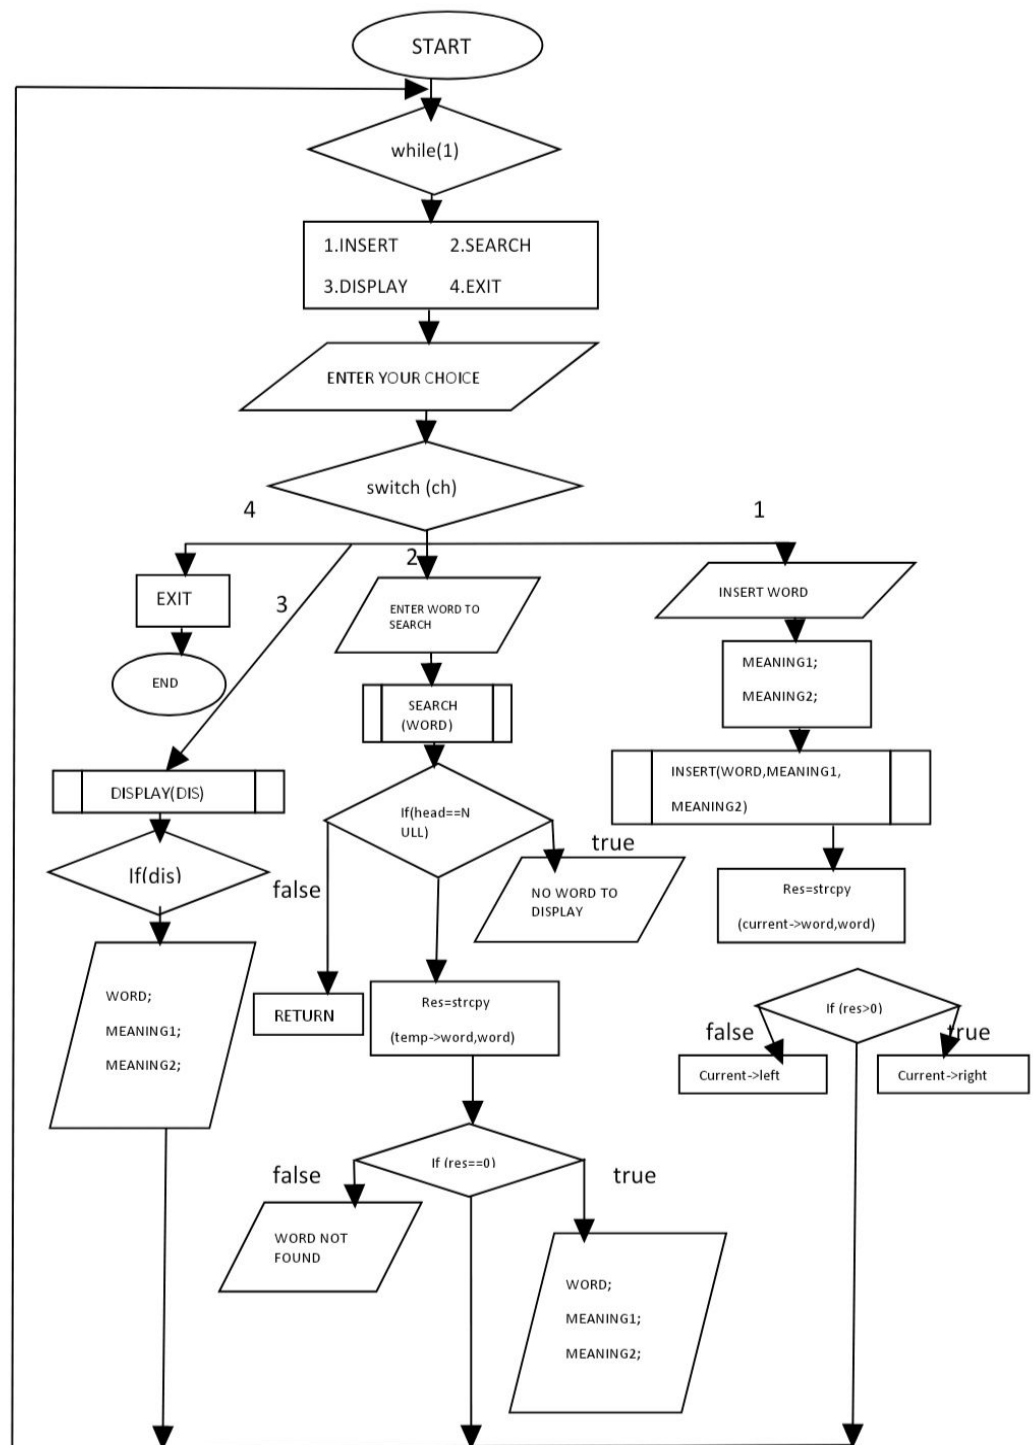 START
while(1)
1.INSERT 2.SEARCH
3.DISPLAY 4.EXIT
ENTER YOUR CHOICE
switch (ch)
4
1
2
3
EXIT
END
ENTER WORD TO
SEARCH
INSERT WORD
MEANING1;
MEANING2;
SEARCH
(WORD)
INSERT(WORD,MEANING1,
MEANING2)
DISPLAY(DIS)
If(dis)
If(head==N
ULL)
true
false
NO WORD TO
DISPLAY
Res=strcpy
(current->word,word)
WORD;
MEANING1;
MEANING2;
RETURN
Res=strcpy
(temp->word,word)
If (res>0)
false
true
Current->left
Current->right
If (res==0)
false
true
WORD NOT
FOUND
WORD;
MEANING1;
MEANING2;